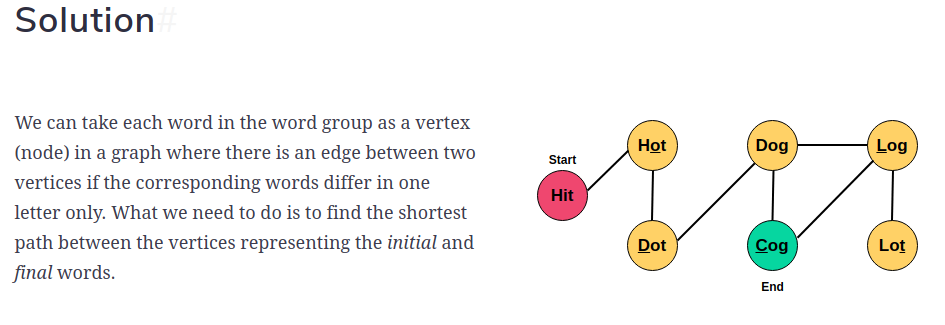 Solution#
We can take each word in the word group as a vertex
(node) in a graph where there is an edge between two
vertices if the corresponding words differ in one
letter only. What we need to do is to find the shortest
path between the vertices representing the initial and
final words.
Start
Hit
Hot
Dog
Log
Dot
Cog
Lot
End